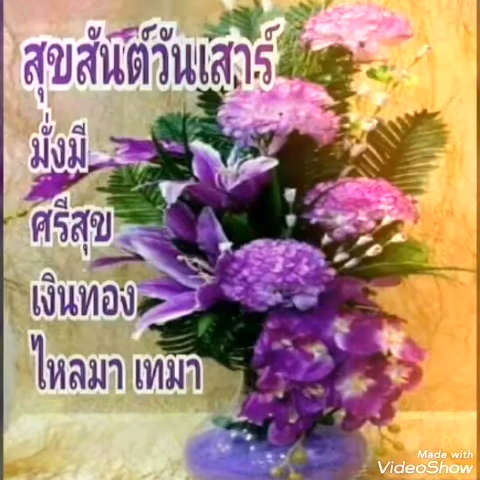 สุขสันต์วันเสาร์
มั่งมี
ศรีสุข
เงินทอง
ไหลมา เทมา
Made with
VideoShow